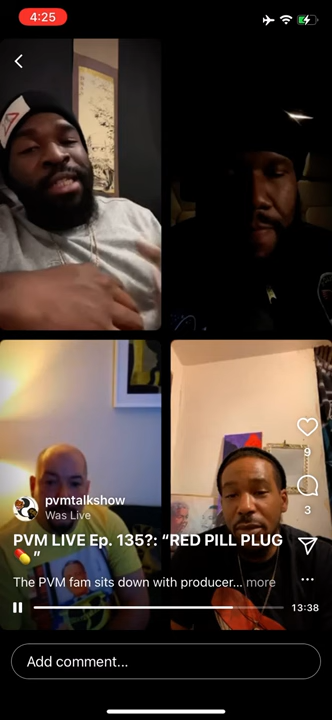 4:25
9
3
pvmtalkshow
Was Live
PVM LIVE Ep. 135?: “RED PILL PLUG
💊”
The PVM fam sits down with producer... more
13:38
Add comment...